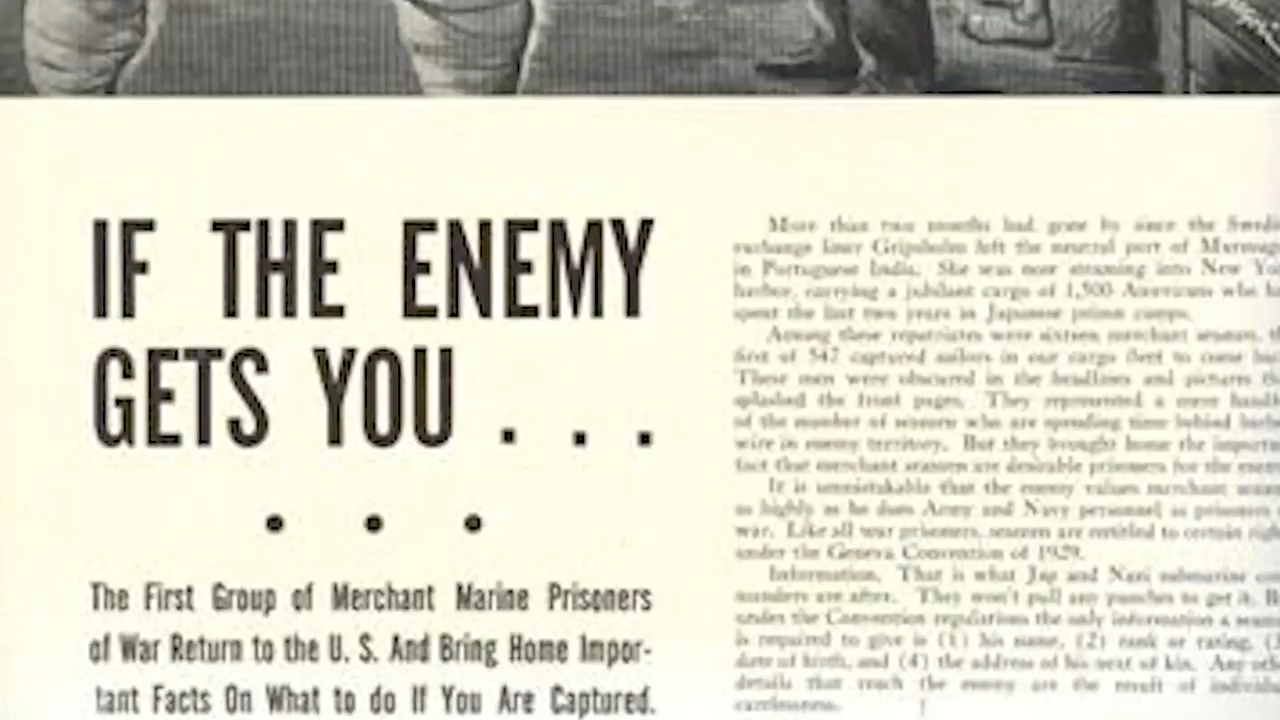 IF THE ENEMY
GETS YOU . . .
• • •
The First Group of Merchant Marine Prisoners
of War Return to the U. S. And Bring Home Impor-
tant Facts On What to do If You Are Captured.
More than two months had gone by since the
exchange liner Gripsholm left the neutral port of
in Portuguese India. She was now steaming into New
harbor, carrying a jubilant cargo of 1,500 Americans who
spent the last two years in Japanese prison camps.
Among these repatriates were sixteen merchant seamen,
first of 547 captured sailors in our cargo fleet to come
These men were obscured in the headlines and pictures
splashed the front pages. They represented a mere
of the number of seamen who are spending time behind
wire in enemy territory. But they brought home the
fact that merchant seamen are desirable prisoners for the
It is unmistakable that the enemy values merchant
as highly as he does Army and Navy personnel as prisoners
war. Like all war prisoners, seamen are entitled to certain
under the Geneva Convention of 1929.
Information. That is what Jap and Nazi submarine
manders are after. They won't pull any punches to get it.
under the Convention regulations the only information a
is required to give is (1) his name, (2) rank or rating,
date of birth, and (4) the address of his next of kin. Any
details that reach the enemy are the result of
carelessness.